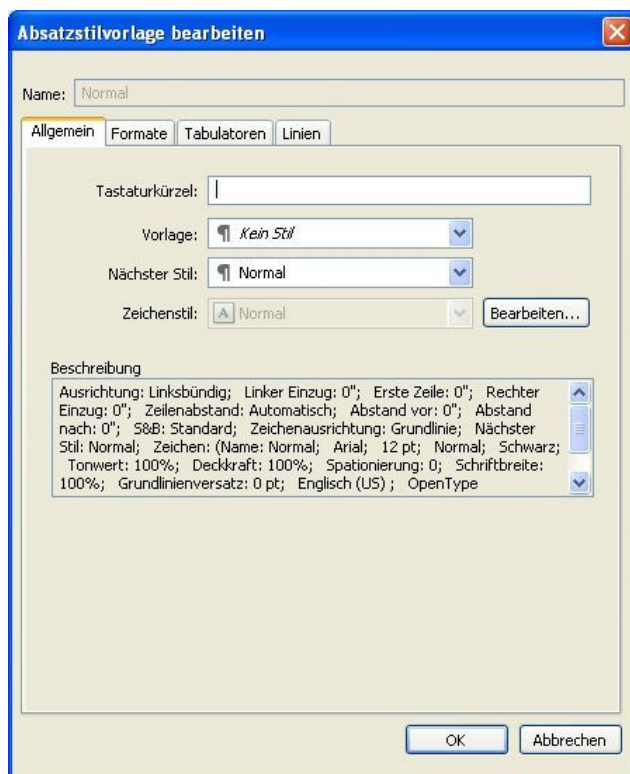 Absatzstilvorlage bearbeiten
Name: Normal
Allgemein Formate Tabulatoren Linien
Tastaturkürzel:
Vorlage: ¶ Kein Stil
Nächster Stil: ¶ Normal
Zeichenstil: A Normal Bearbeiten...
Beschreibung
Ausrichtung: Linksbündig; Linker Einzug: 0"; Erste Zeile: 0"; Rechter
Einzug: 0"; Zeilenabstand: Automatisch; Abstand vor: 0"; Abstand
nach: 0"; S&B: Standard; Zeichenausrichtung: Grundlinie; Nächster
Stil: Normal; Zeichen: (Name: Normal; Arial; 12 pt; Normal; Schwarz;
Tonwert: 100%; Deckkraft: 100%; Spationierung: 0; Schriftbreite:
100%; Grundlinienversatz: 0 pt; Englisch (US) ; OpenType
OK Abbrechen